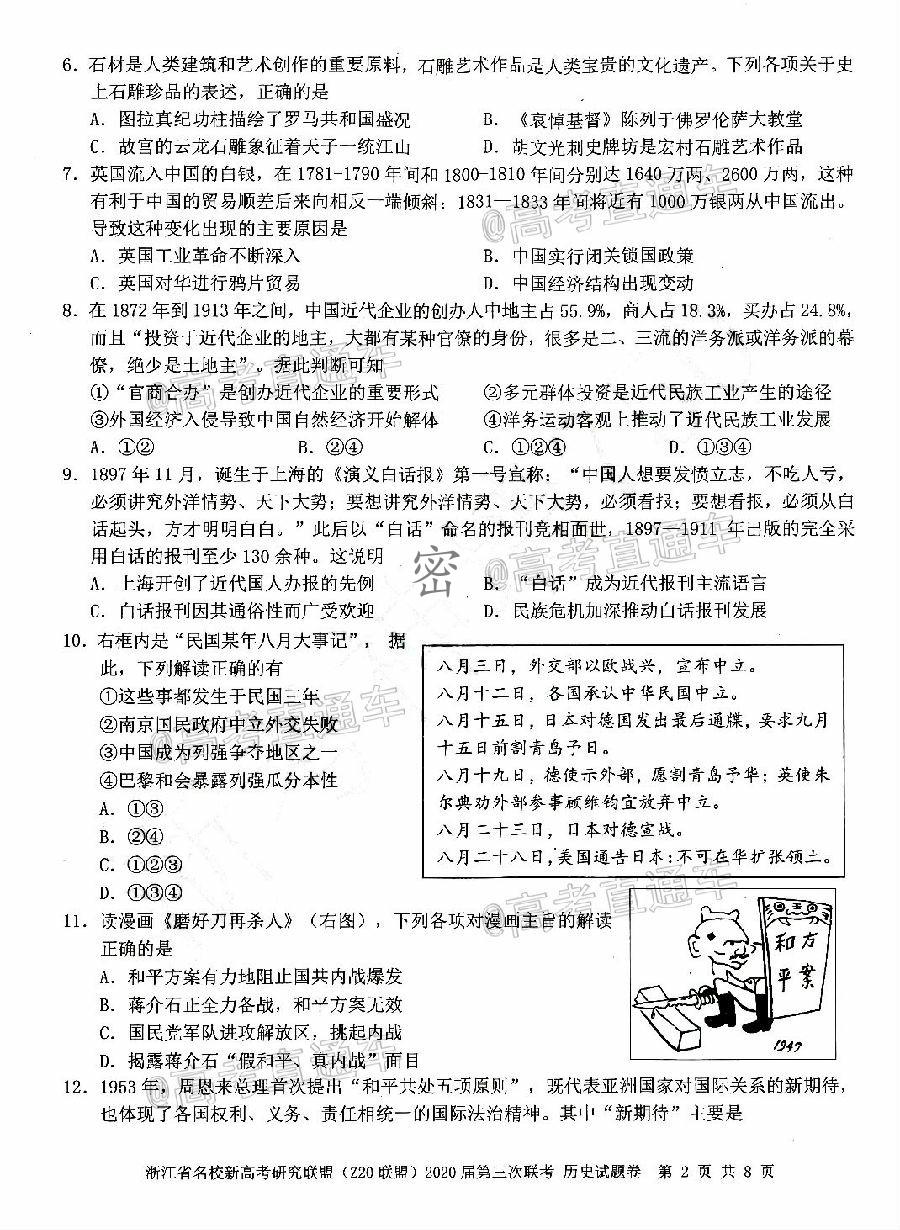 6. 石材是人类建筑和艺术创作的重要原料，石雕艺术作品是人类宝贵的文化遗产。下列各项关于史
上石雕珍品的表述，正确的是
A. 图拉真纪功柱描绘了罗马共和国盛况 B. 《哀悼基督》陈列于佛罗伦萨大教堂
C. 故宫的云龙石雕象征着天子一统江山 D. 胡文光刺史牌坊是宏村石雕艺术作品
7. 英国流入中国的白银，在 1781-1790 年间和 1800-1810 年间分别达 1640 万两、2600 万两，这种
有利于中国的贸易顺差后来向相反一端倾斜：1831—1833 年间将近有 1000 万银两从中国流出。
导致这种变化出现的主要原因是
A. 英国工业革命不断深入 B. 中国实行闭关锁国政策
C. 英国对华进行鸦片贸易 D. 中国经济结构出现变动
8. 在 1872 年到 1913 年之间，中国近代企业的创办人中地主占 55.9%，商人占 18.3%，买办占 24.8%，
而且“投资于近代企业的地主，大都有某种官僚的身份，很多是二、三流的洋务派或洋务派的幕
僚，绝少是土地主”。据此判断可知
①“官商合办”是创办近代企业的重要形式 ②多元群体投资是近代民族工业产生的途径
③外国经济入侵导致中国自然经济开始解体 ④洋务运动客观上推动了近代民族工业发展
A. ①② B. ②④ C. ①②④ D. ①②③④
9. 1897 年 11 月，诞生于上海的《演义白话报》第一号宣称：“中国人想要发愤立志，不吃人亏，
必须讲究外洋情势、天下大势；要想讲究外洋情势、天下大势，必须看报；要想看报，必须从白
话起头，方才明明白白。”此后以“白话”命名的报刊竞相面世，1897—1911 年已版的完全采
用白话的报刊至少 130 余种。这说明
A. 上海开创了近代国人办报的先例 B. “白话”成为近代报刊主流语言
C. 白话报刊因其通俗性而广受欢迎 D. 民族危机加深推动白话报刊发展
密
10. 右框内是“民国某年八月大事记”，据
此，下列解读正确的有
①这些事都发生于民国三年
②南京国民政府中立外交失败
③中国成为列强争夺地区之一
④巴黎和会暴露列强瓜分本性
A. ①③
B. ②④
C. ①②③
D. ①③④
八月三日，外交部以欧战兴，宣布中立。
八月十二日，各国承认中华民国中立。
八月十五日，日本对德国发出最后通牒，要求九月
十五日前割青岛予日。
八月十九日，德使示外部，愿割青岛予华；英使朱
尔典劝外部参事顾维钧宜放弃中立。
八月二十三日，日本对德宣战。
八月二十八日，美国通告日本：不可在华扩张领土。
11. 读漫画《磨好刀再杀人》（右图），下列各项对漫画主旨的解读
正确的是
A. 和平方案有力地阻止国共内战爆发
B. 蒋介石正全力备战，和平方案无效
C. 国民党军队进攻解放区，挑起内战
D. 揭露蒋介石“假和平、真内战”面目
和平
方案
1947
12. 1953 年，周恩来总理首次提出“和平共处五项原则”，既代表亚洲国家对国际关系的新期待，
也体现了各国权利、义务、责任相统一的国际法治精神。其中“新期待”主要是
浙江省名校新高考研究联盟（Z20 联盟）2020 届第三次联考 历史试题卷 第 2 页 共 8 页
@高考直通车
@高考直通车
@高考直通车
@高考直通车
@高考直通车
@高考直通车